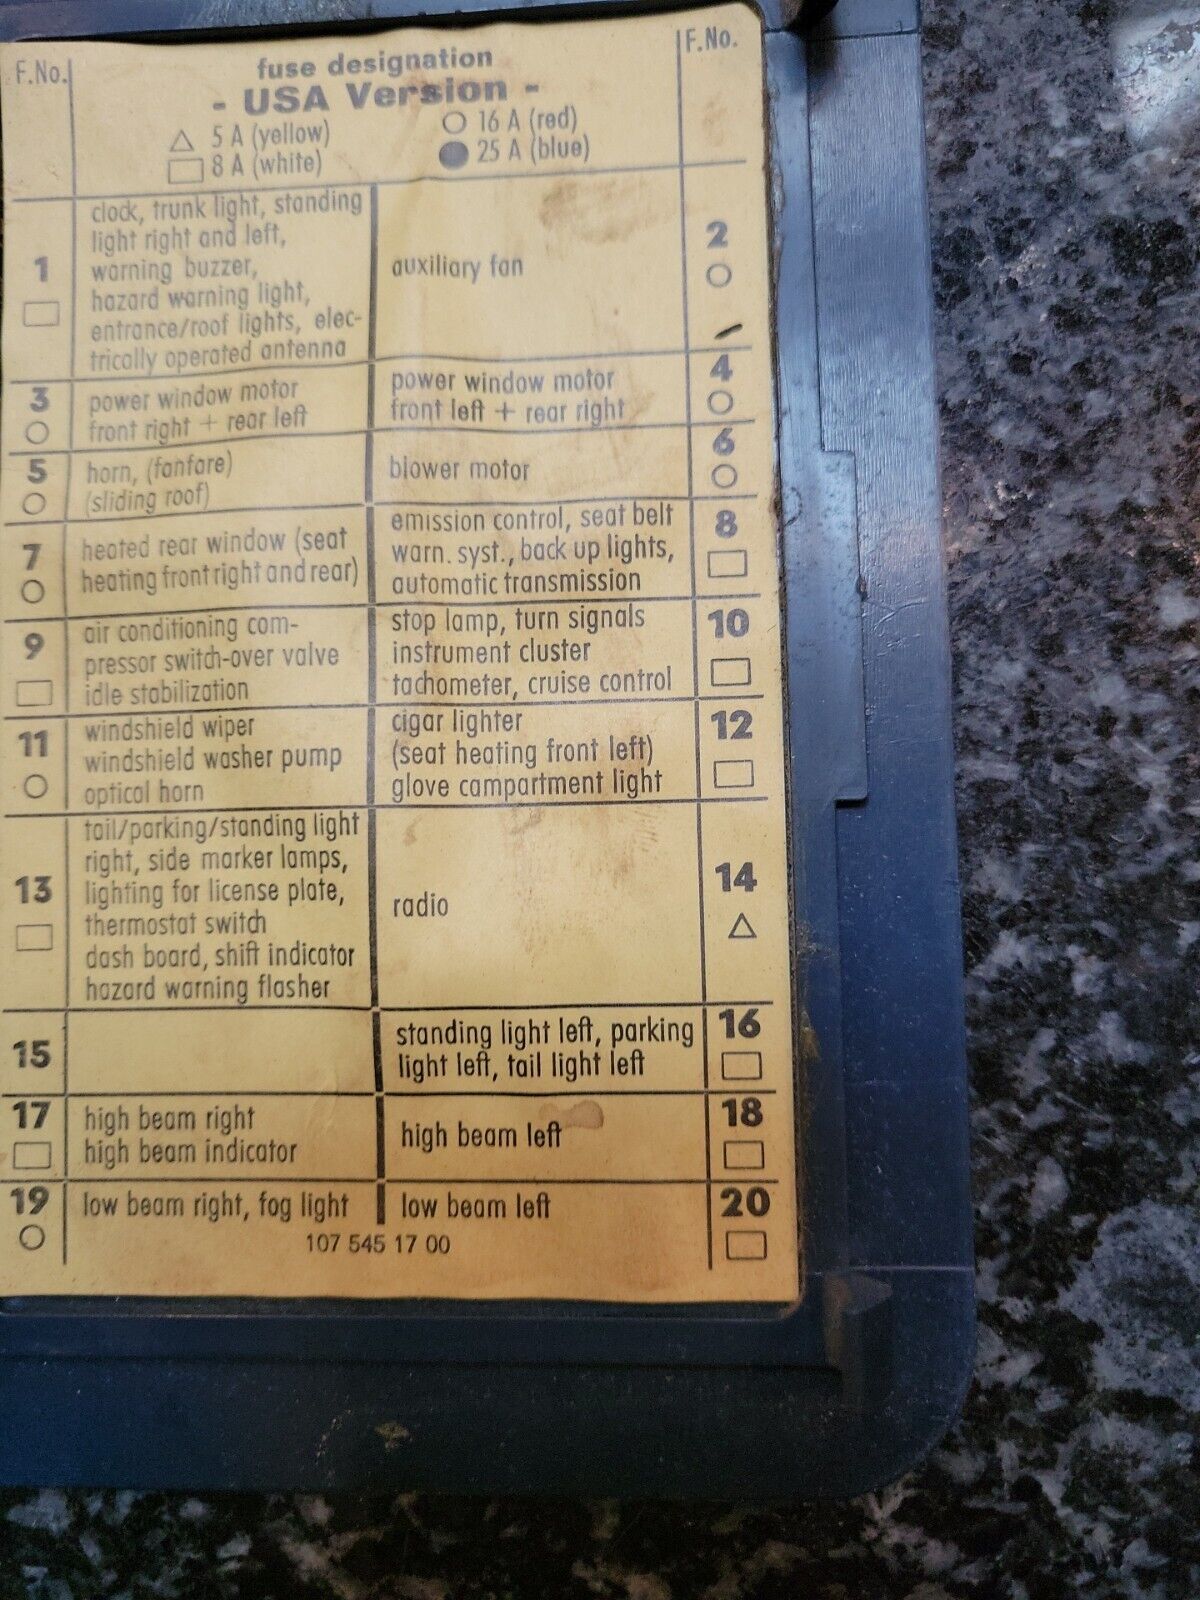 F.No.
fuse designation
- USA Version -
F.No.
△ 5 A (yellow)
○ 16 A (red)
□ 8 A (white)
● 25 A (blue)
1
□
clock, trunk light, standing
light right and left,
warning buzzer,
hazard warning light,
entrance/roof lights, elec-
trically operated antenna
auxiliary fan
2
○
3
○
power window motor
front right + rear left
power window motor
front left + rear right
4
○
5
○
horn, (fanfare)
(sliding roof)
blower motor
6
○
7
○
heated rear window (seat
heating front right and rear)
emission control, seat belt
warn. syst., back up lights,
automatic transmission
8
□
9
□
air conditioning com-
pressor switch-over valve
idle stabilization
stop lamp, turn signals
instrument cluster
tachometer, cruise control
10
□
11
○
windshield wiper
windshield washer pump
optical horn
cigar lighter
(seat heating front left)
glove campartment light
12
□
13
□
tail/parking/standing light
right, side marker lamps,
lighting for license plate,
thermostat switch
dash board, shift indicator
hazard warning flasher
radio
14
△
15
standing light left, parking
light left, tail light left
16
□
17
□
high beam right
high beam indicator
high beam left
18
□
19
○
low beam right, fog light
low beam left
20
□
107 545 17 00